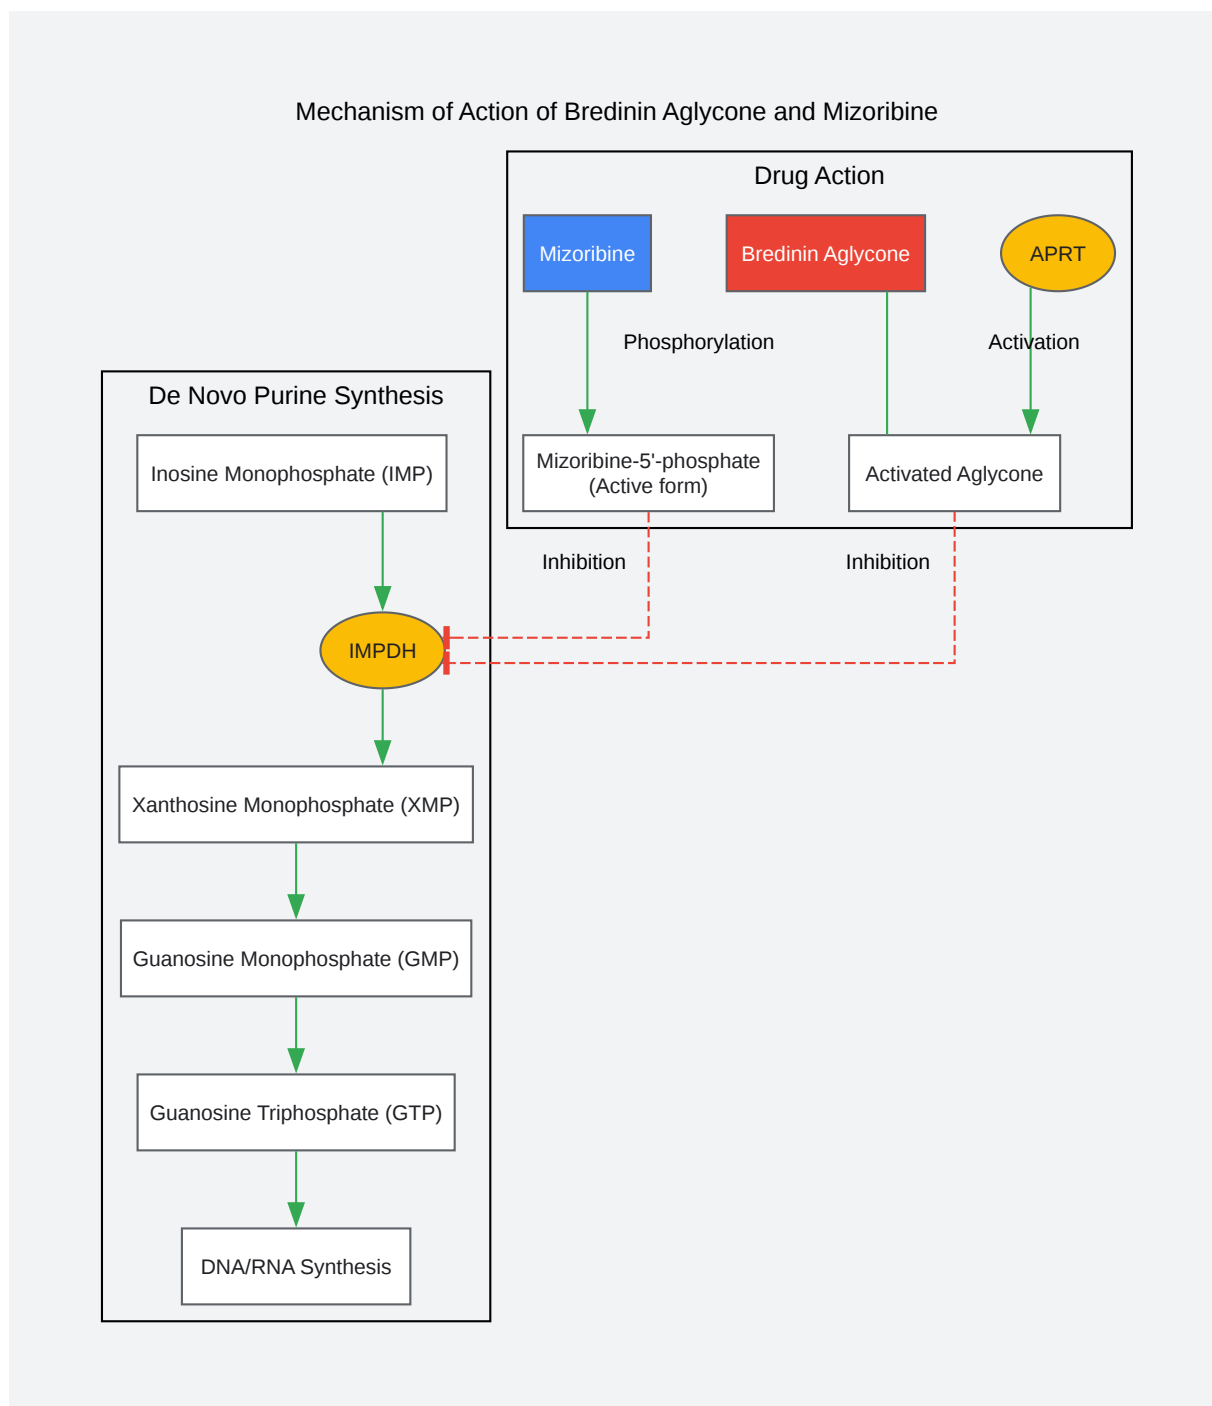 Mechanism of Action of Bredinin Aglycone and Mizoribine
Drug Action
Mizoribine
Bredinin Aglycone
APRT
Phosphorylation
Activation
De Novo Purine Synthesis
Inosine Monophosphate (IMP)
Mizoribine-5'-phosphate
(Active form)
Activated Aglycone
Inhibition
Inhibition
IMPDH
Xanthosine Monophosphate (XMP)
Guanosine Monophosphate (GMP)
Guanosine Triphosphate (GTP)
DNA/RNA Synthesis